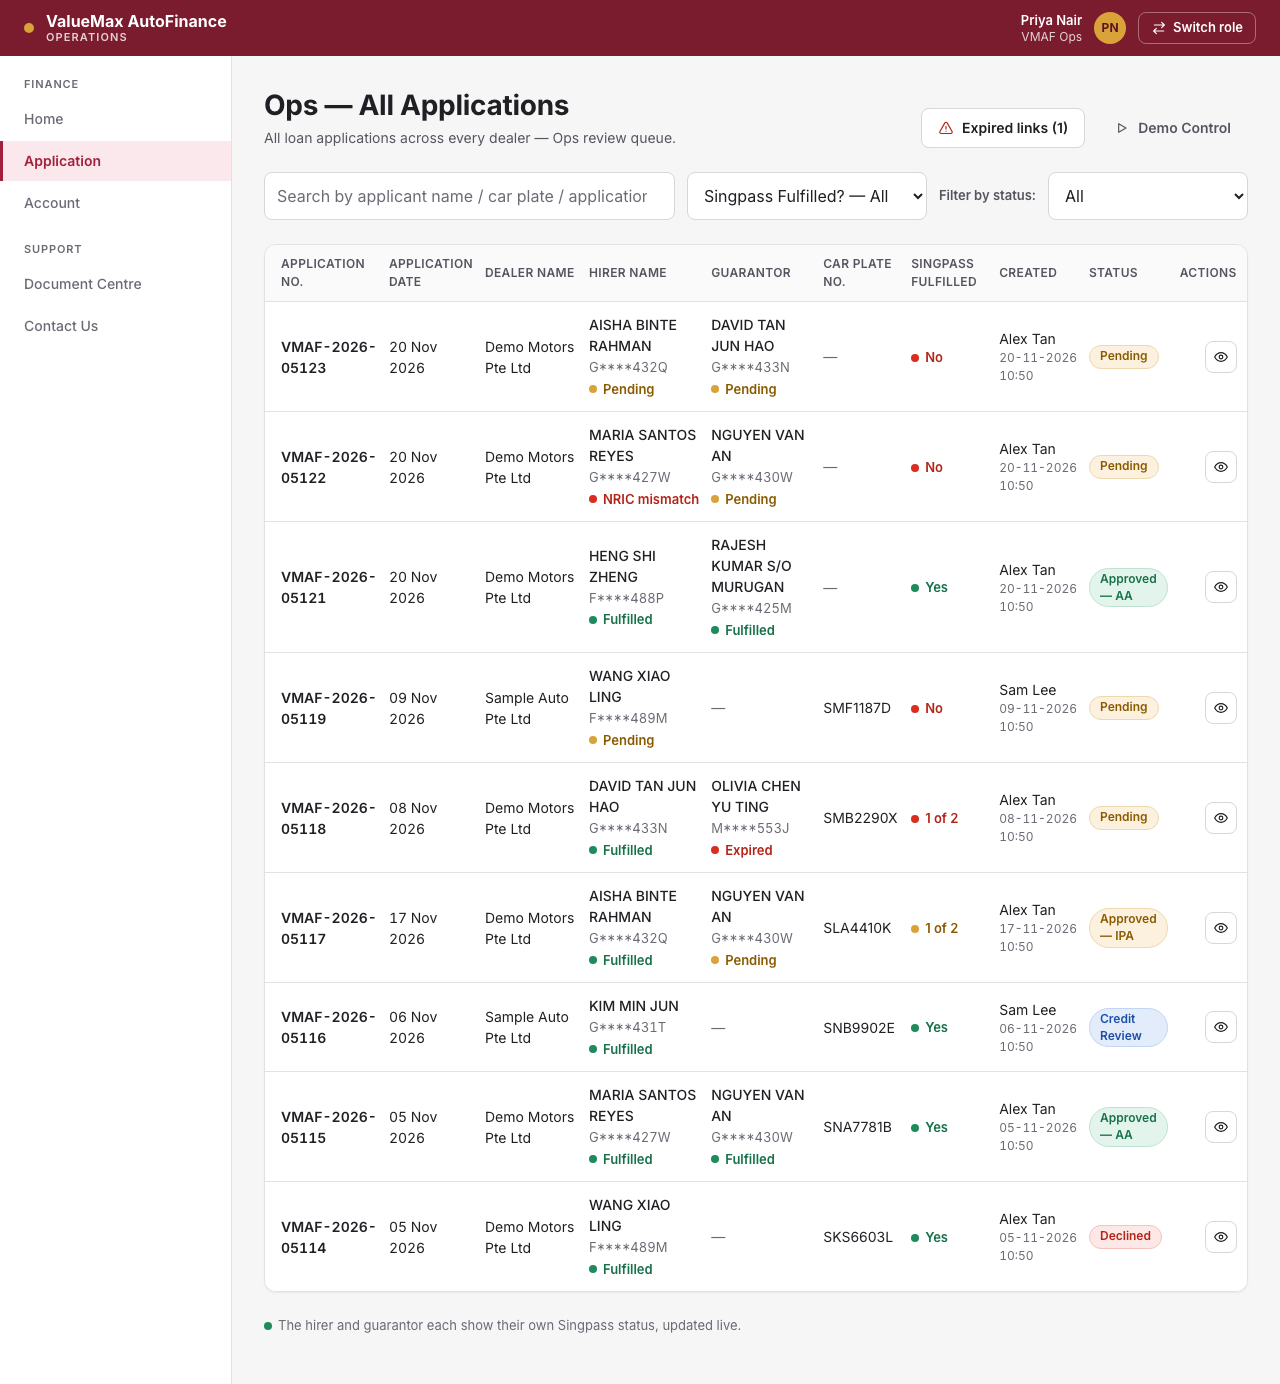 ValueMax AutoFinance
OPERATIONS
Priya Nair
VMAF Ops
PN
Switch role
FINANCE
Home
Application
Account
SUPPORT
Document Centre
Contact Us
Ops — All Applications
All loan applications across every dealer — Ops review queue.
Expired links (1)
Demo Control
Search by applicant name / car plate / application
Singpass Fulfilled? — All
Filter by status:
All
APPLICATION NO.
APPLICATION DATE
DEALER NAME
HIRER NAME
GUARANTOR
CAR PLATE NO.
SINGPASS FULFILLED
CREATED
STATUS
ACTIONS
VMAF-2026-05123
20 Nov 2026
Demo Motors Pte Ltd
AISHA BINTE RAHMAN
G****432Q
Pending
DAVID TAN JUN HAO
G****433N
Pending
—
No
Alex Tan
20-11-2026 10:50
Pending
VMAF-2026-05122
20 Nov 2026
Demo Motors Pte Ltd
MARIA SANTOS REYES
G****427W
NRIC mismatch
NGUYEN VAN AN
G****430W
Pending
—
No
Alex Tan
20-11-2026 10:50
Pending
VMAF-2026-05121
20 Nov 2026
Demo Motors Pte Ltd
HENG SHI ZHENG
F****488P
Fulfilled
RAJESH KUMAR S/O MURUGAN
G****425M
Fulfilled
—
Yes
Alex Tan
20-11-2026 10:50
Approved — AA
VMAF-2026-05119
09 Nov 2026
Sample Auto Pte Ltd
WANG XIAO LING
F****489M
Pending
—
SMF1187D
No
Sam Lee
09-11-2026 10:50
Pending
VMAF-2026-05118
08 Nov 2026
Demo Motors Pte Ltd
DAVID TAN JUN HAO
G****433N
Fulfilled
OLIVIA CHEN YU TING
M****553J
Expired
SMB2290X
1 of 2
Alex Tan
08-11-2026 10:50
Pending
VMAF-2026-05117
17 Nov 2026
Demo Motors Pte Ltd
AISHA BINTE RAHMAN
G****432Q
Fulfilled
NGUYEN VAN AN
G****430W
Pending
SLA4410K
1 of 2
Alex Tan
17-11-2026 10:50
Approved — IPA
VMAF-2026-05116
06 Nov 2026
Sample Auto Pte Ltd
KIM MIN JUN
G****431T
Fulfilled
—
SNB9902E
Yes
Sam Lee
06-11-2026 10:50
Credit Review
VMAF-2026-05115
05 Nov 2026
Demo Motors Pte Ltd
MARIA SANTOS REYES
G****427W
Fulfilled
NGUYEN VAN AN
G****430W
Fulfilled
SNA7781B
Yes
Alex Tan
05-11-2026 10:50
Approved — AA
VMAF-2026-05114
05 Nov 2026
Demo Motors Pte Ltd
WANG XIAO LING
F****489M
Fulfilled
—
SKS6603L
Yes
Alex Tan
05-11-2026 10:50
Declined
The hirer and guarantor each show their own Singpass status, updated live.